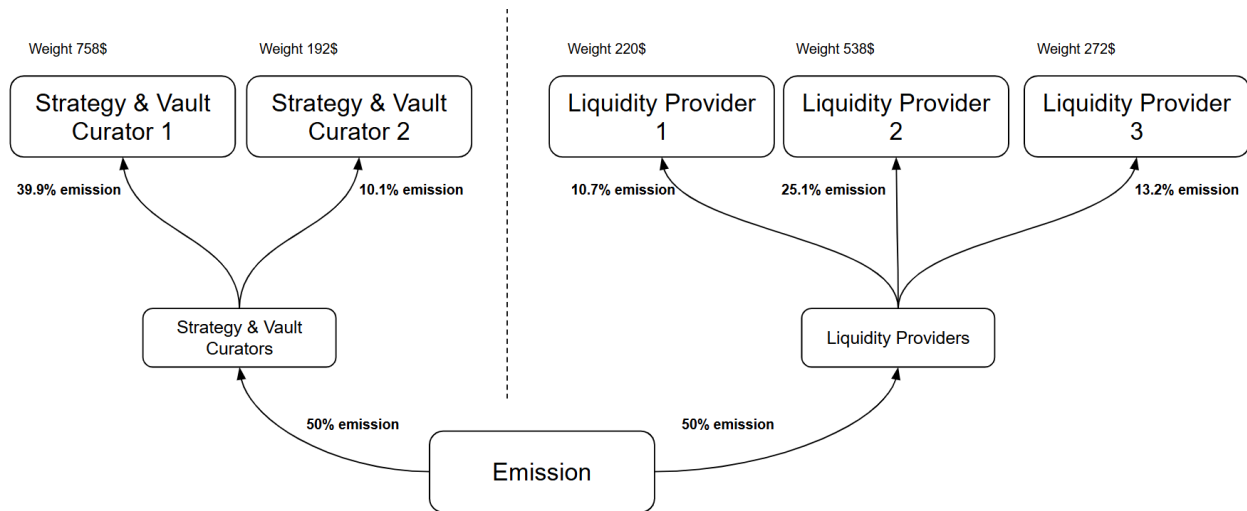 Weight 758$
Weight 192$
Weight 220$
Weight 538$
Weight 272$
Strategy & Vault
Curator 1
Strategy & Vault
Curator 2
Liquidity Provider
1
Liquidity Provider
2
Liquidity Provider
3
39.9% emission
10.1% emission
10.7% emission
25.1% emission
13.2% emission
Strategy & Vault
Curators
Liquidity Providers
50% emission
50% emission
Emission